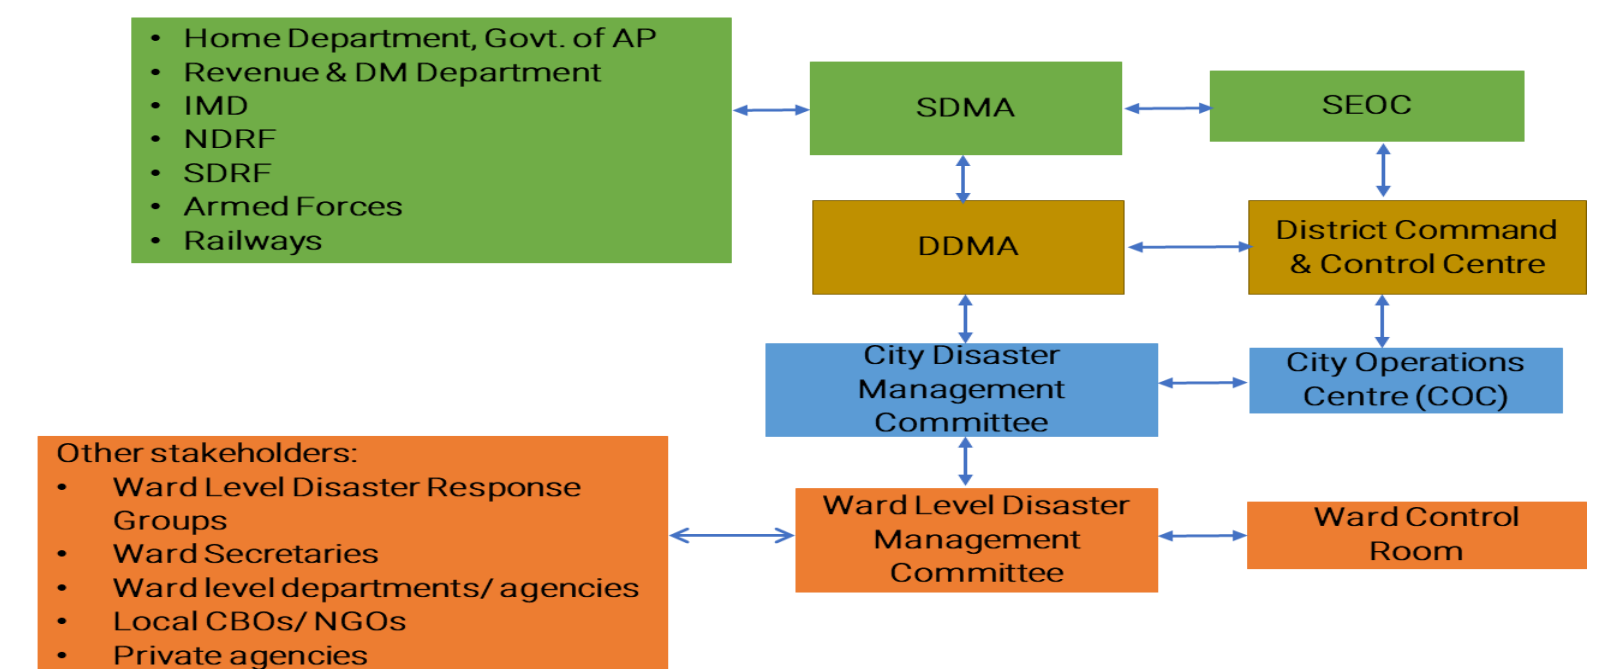 • Home Department, Govt. of AP
• Revenue & DM Department
• IMD
• NDRF
• SDRF
• Armed Forces
• Railways
SDMA
SEOC
DDMA
District Command
& Control Centre
City Disaster
Management
Committee
City Operations
Centre (COC)
Other stakeholders:
• Ward Level Disaster Response
Groups
• Ward Secretaries
• Ward level departments/ agencies
• Local CBOs/ NGOs
• Private agencies
Ward Level Disaster
Management
Committee
Ward Control
Room